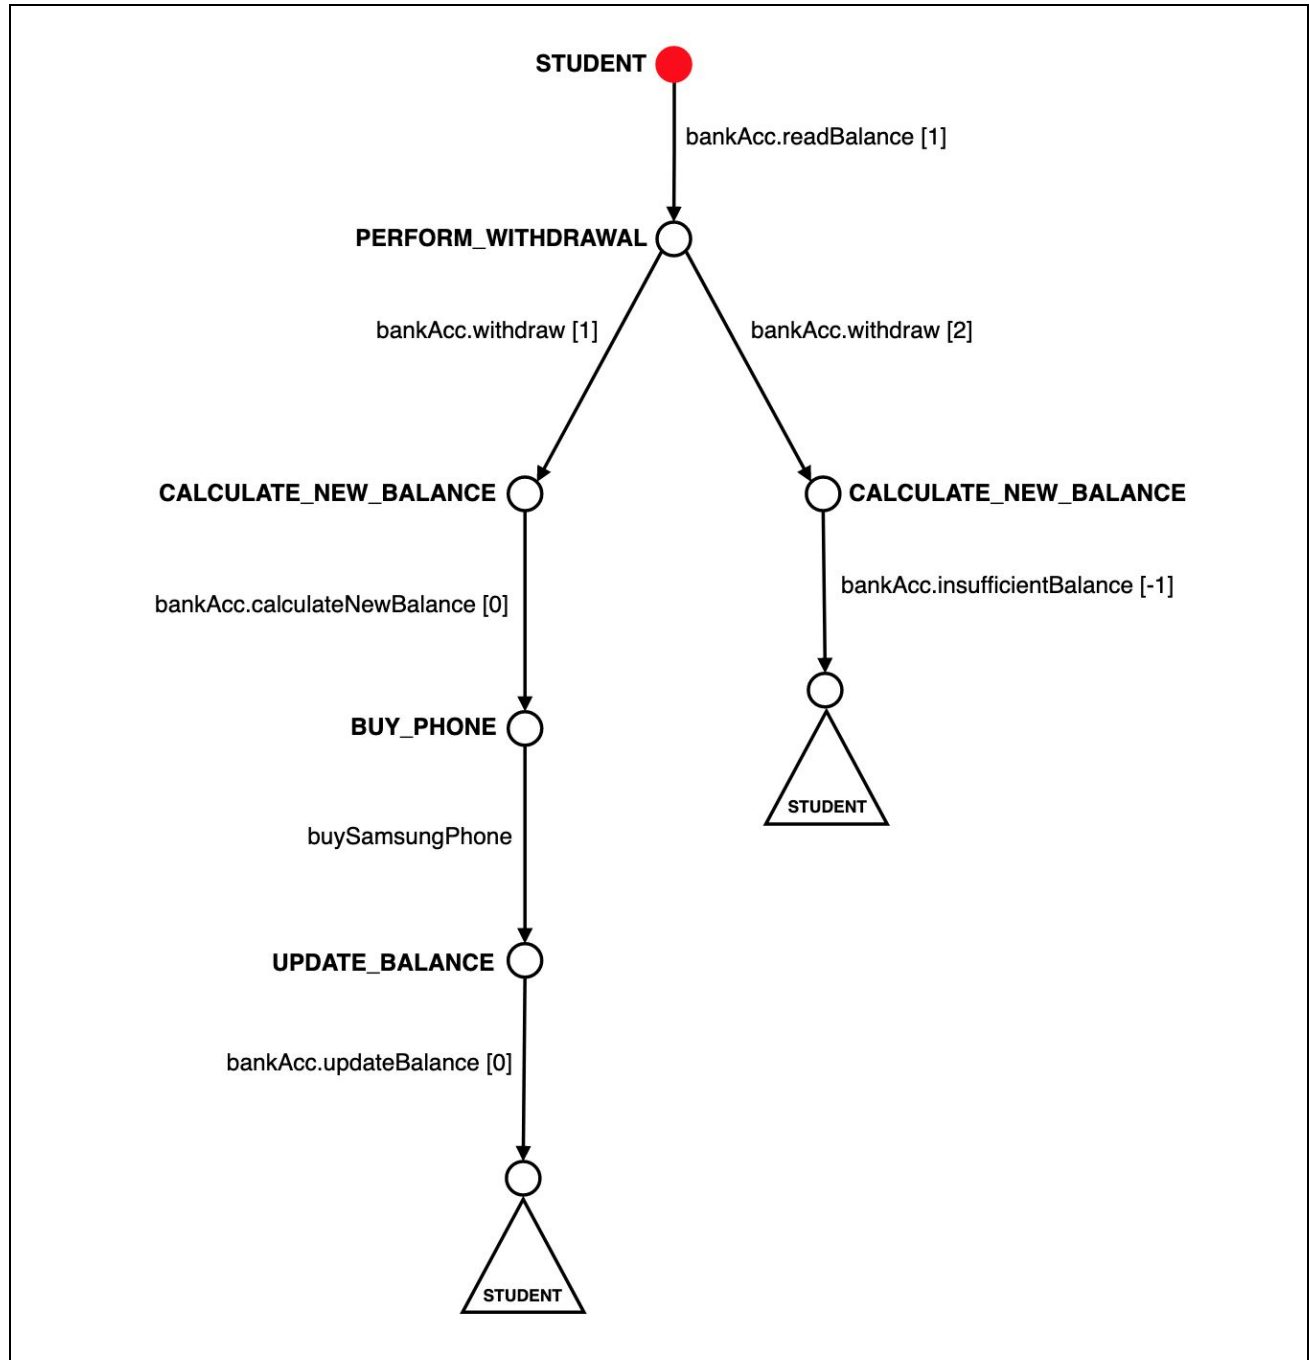 STUDENT
bankAcc.readBalance [1]
PERFORM_WITHDRAWAL
bankAcc.withdraw [1]
bankAcc.withdraw [2]
CALCULATE_NEW_BALANCE
CALCULATE_NEW_BALANCE
bankAcc.insufficientBalance [-1]
bankAcc.calculateNewBalance [0]
BUY_PHONE
STUDENT
buySamsungPhone
UPDATE_BALANCE
bankAcc.updateBalance [0]
STUDENT